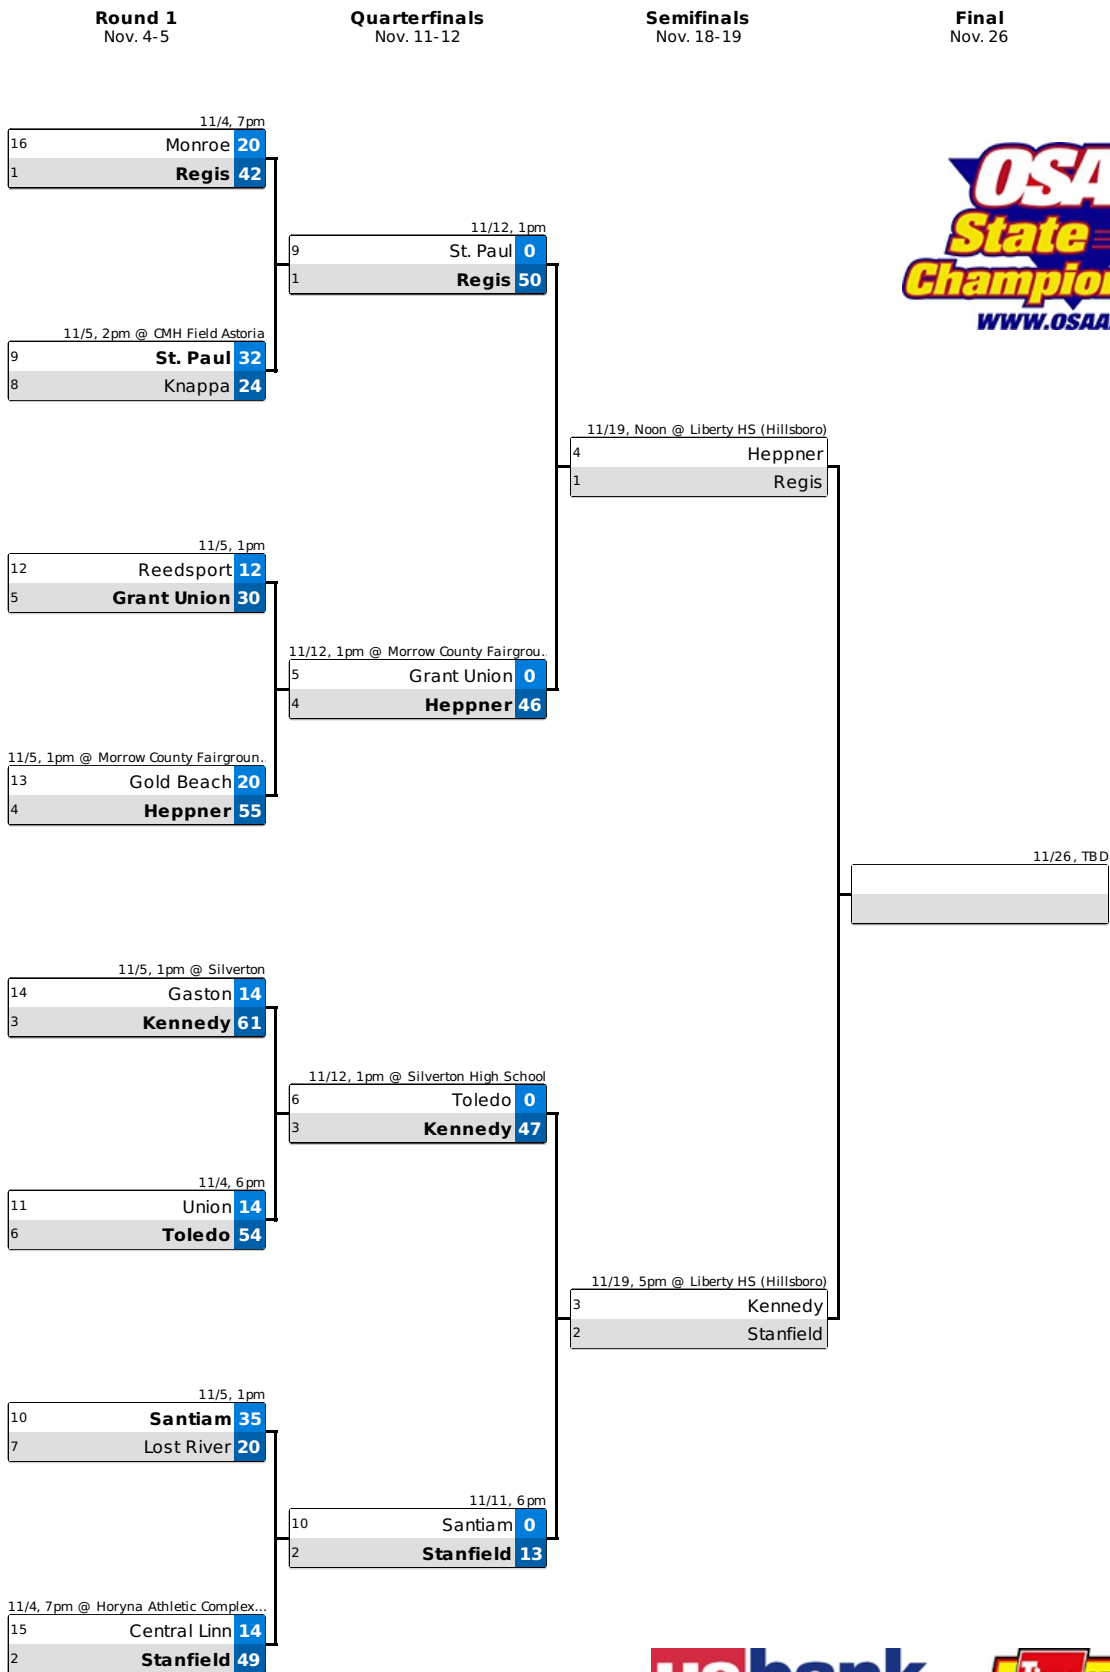 Round 1
Nov. 4-5
Quarterfinals
Nov. 11-12
Semifinals
Nov. 18-19
Final
Nov. 26
11/4, 7pm
16 Monroe 20
1 Regis 42
11/12, 1pm
9 St. Paul 0
1 Regis 50
11/5, 2pm @ CMH Field Astoria
9 St. Paul 32
8 Knappa 24
OSA
State
Champion
WWW.OSAA
11/19, Noon @ Liberty HS (Hillsboro)
4 Heppner
1 Regis
11/5, 1pm
12 Reedsport 12
5 Grant Union 30
11/12, 1pm @ Morrow County Fairgrou..
5 Grant Union 0
4 Heppner 46
11/5, 1pm @ Morrow County Fairgroun..
13 Gold Beach 20
4 Heppner 55
11/26, TBD
11/5, 1pm @ Silverton
14 Gaston 14
3 Kennedy 61
11/12, 1pm @ Silverton High School
6 Toledo 0
3 Kennedy 47
11/4, 6pm
11 Union 14
6 Toledo 54
11/19, 5pm @ Liberty HS (Hillsboro)
3 Kennedy
2 Stanfield
11/5, 1pm
10 Santiam 35
7 Lost River 20
11/11, 6pm
10 Santiam 0
2 Stanfield 13
11/4, 7pm @ Horyna Athletic Complex...
15 Central Linn 14
2 Stanfield 49
usbank